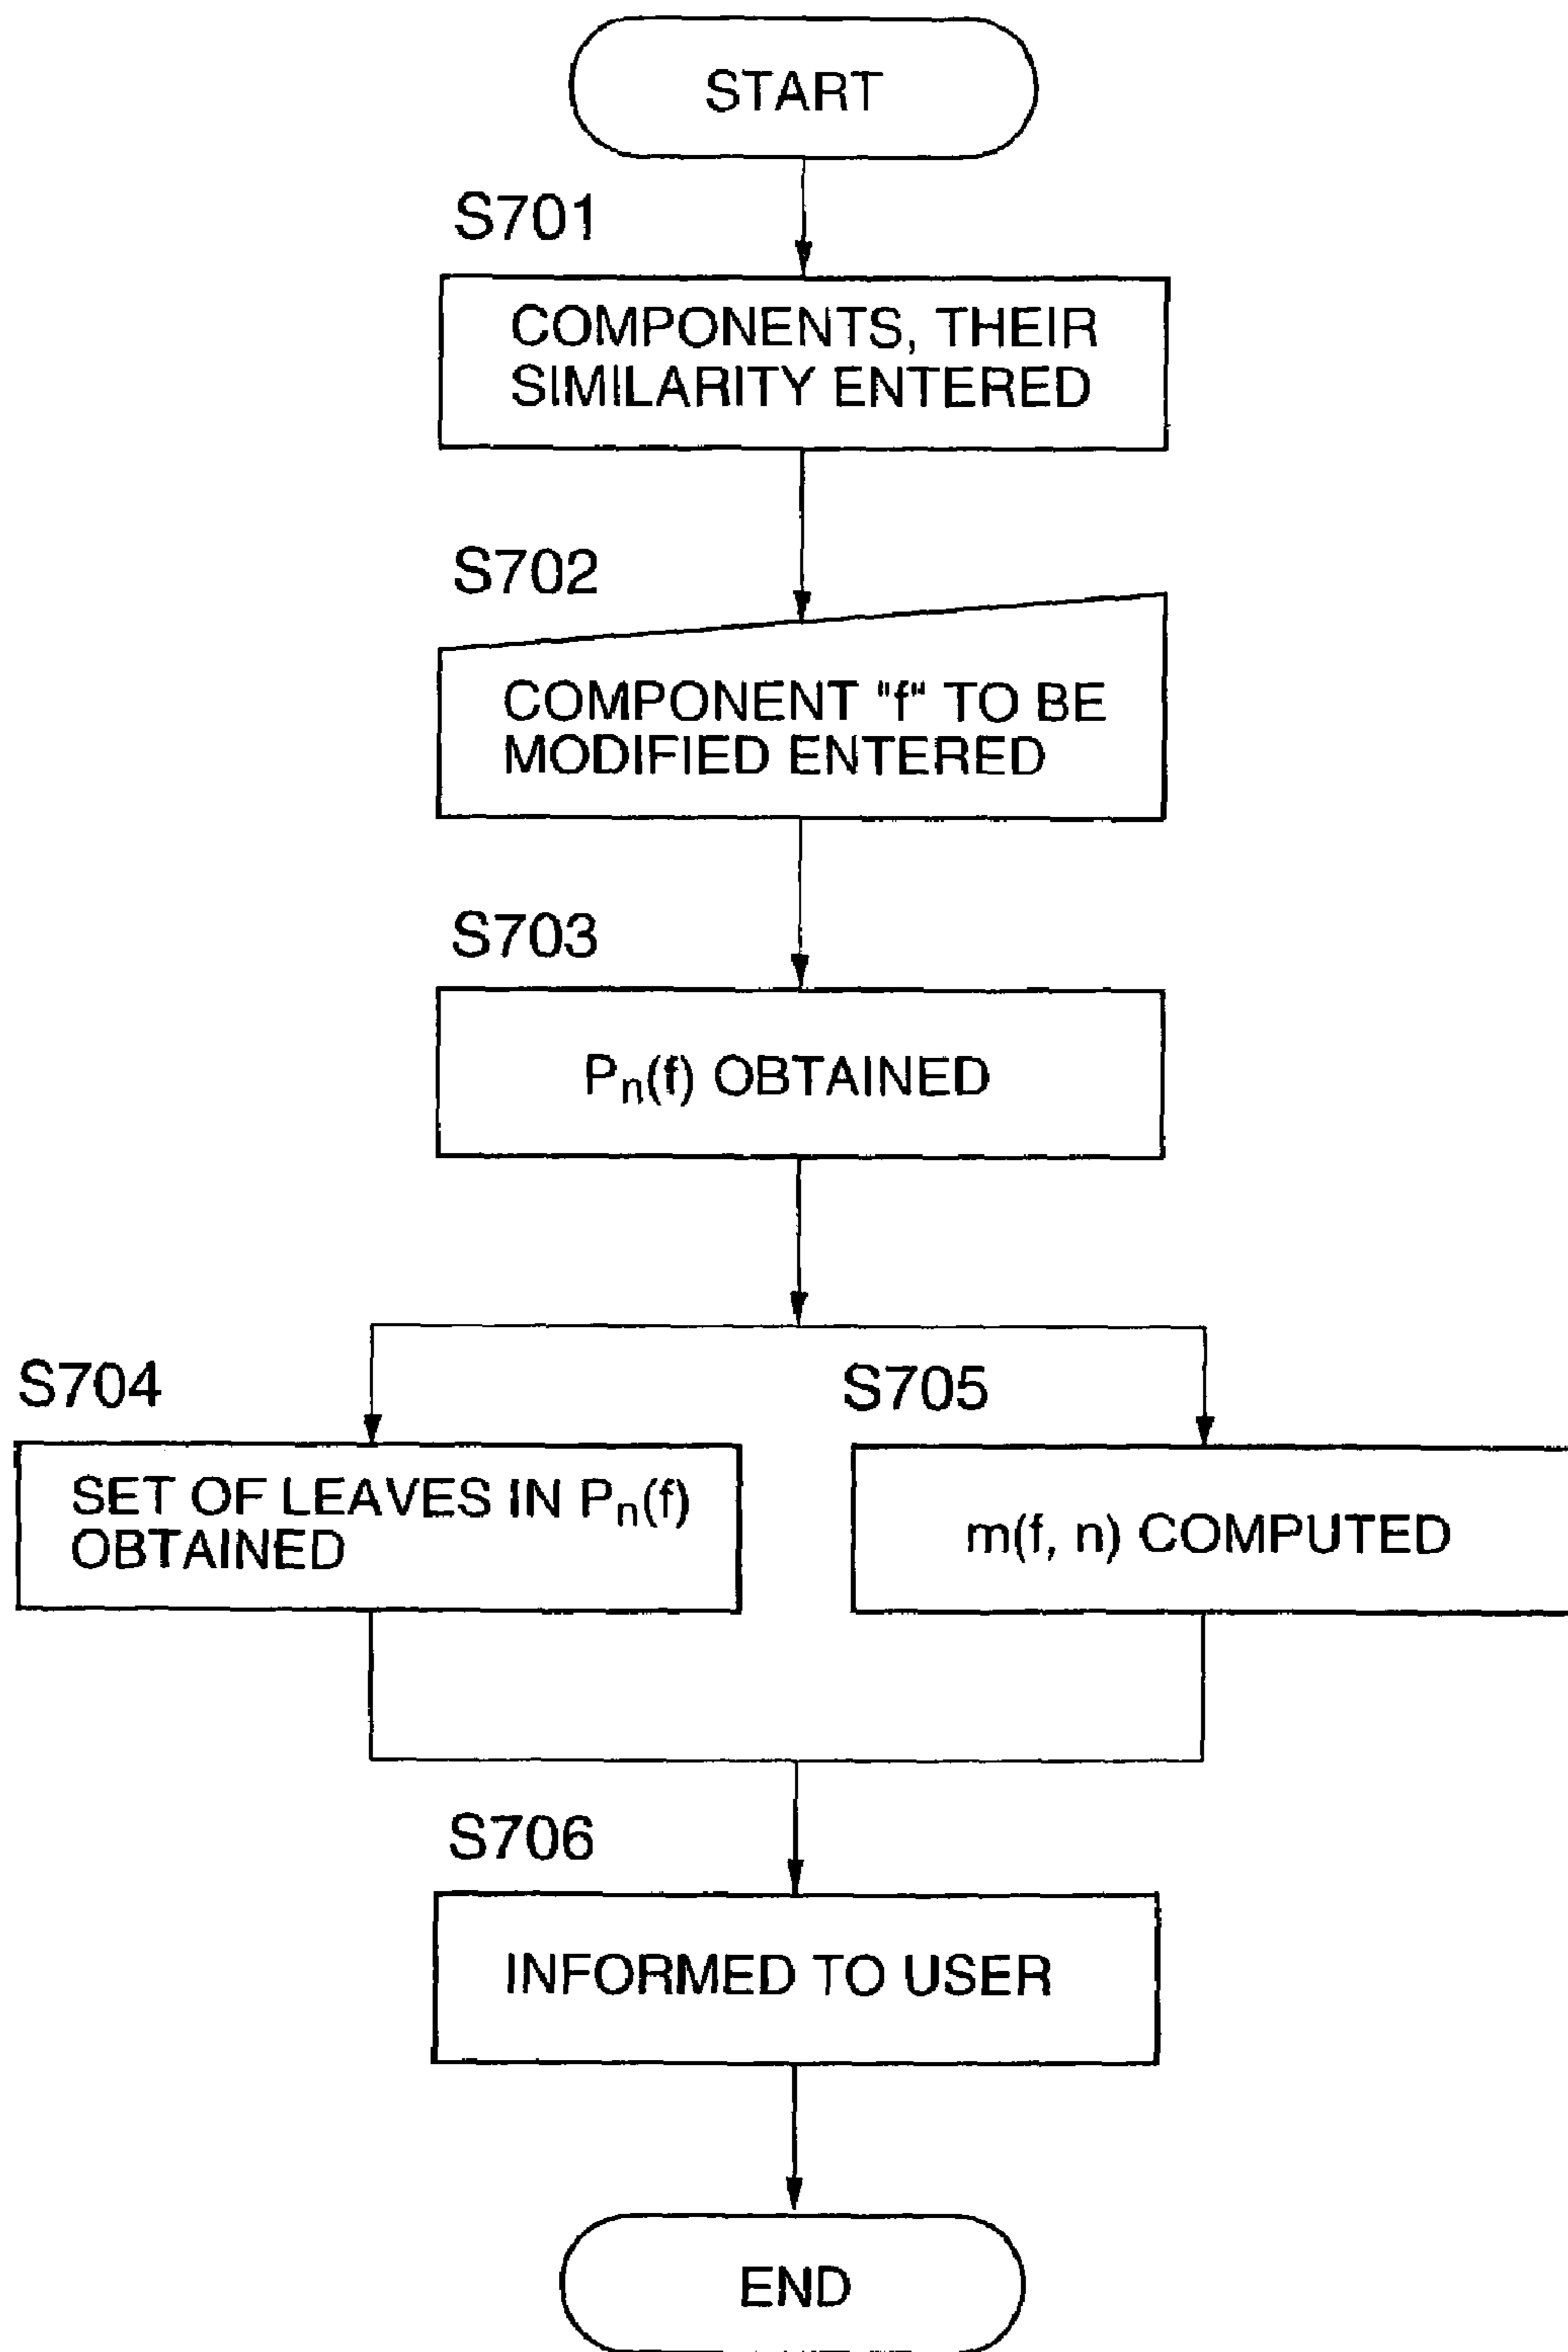 START
S701
COMPONENTS, THEIR
SIMILARITY ENTERED
S702
COMPONENT "f" TO BE
MODIFIED ENTERED
S703
Pn(f) OBTAINED
S704
SET OF LEAVES IN Pn(f)
OBTAINED
S705
m(f, n) COMPUTED
S706
INFORMED TO USER
END